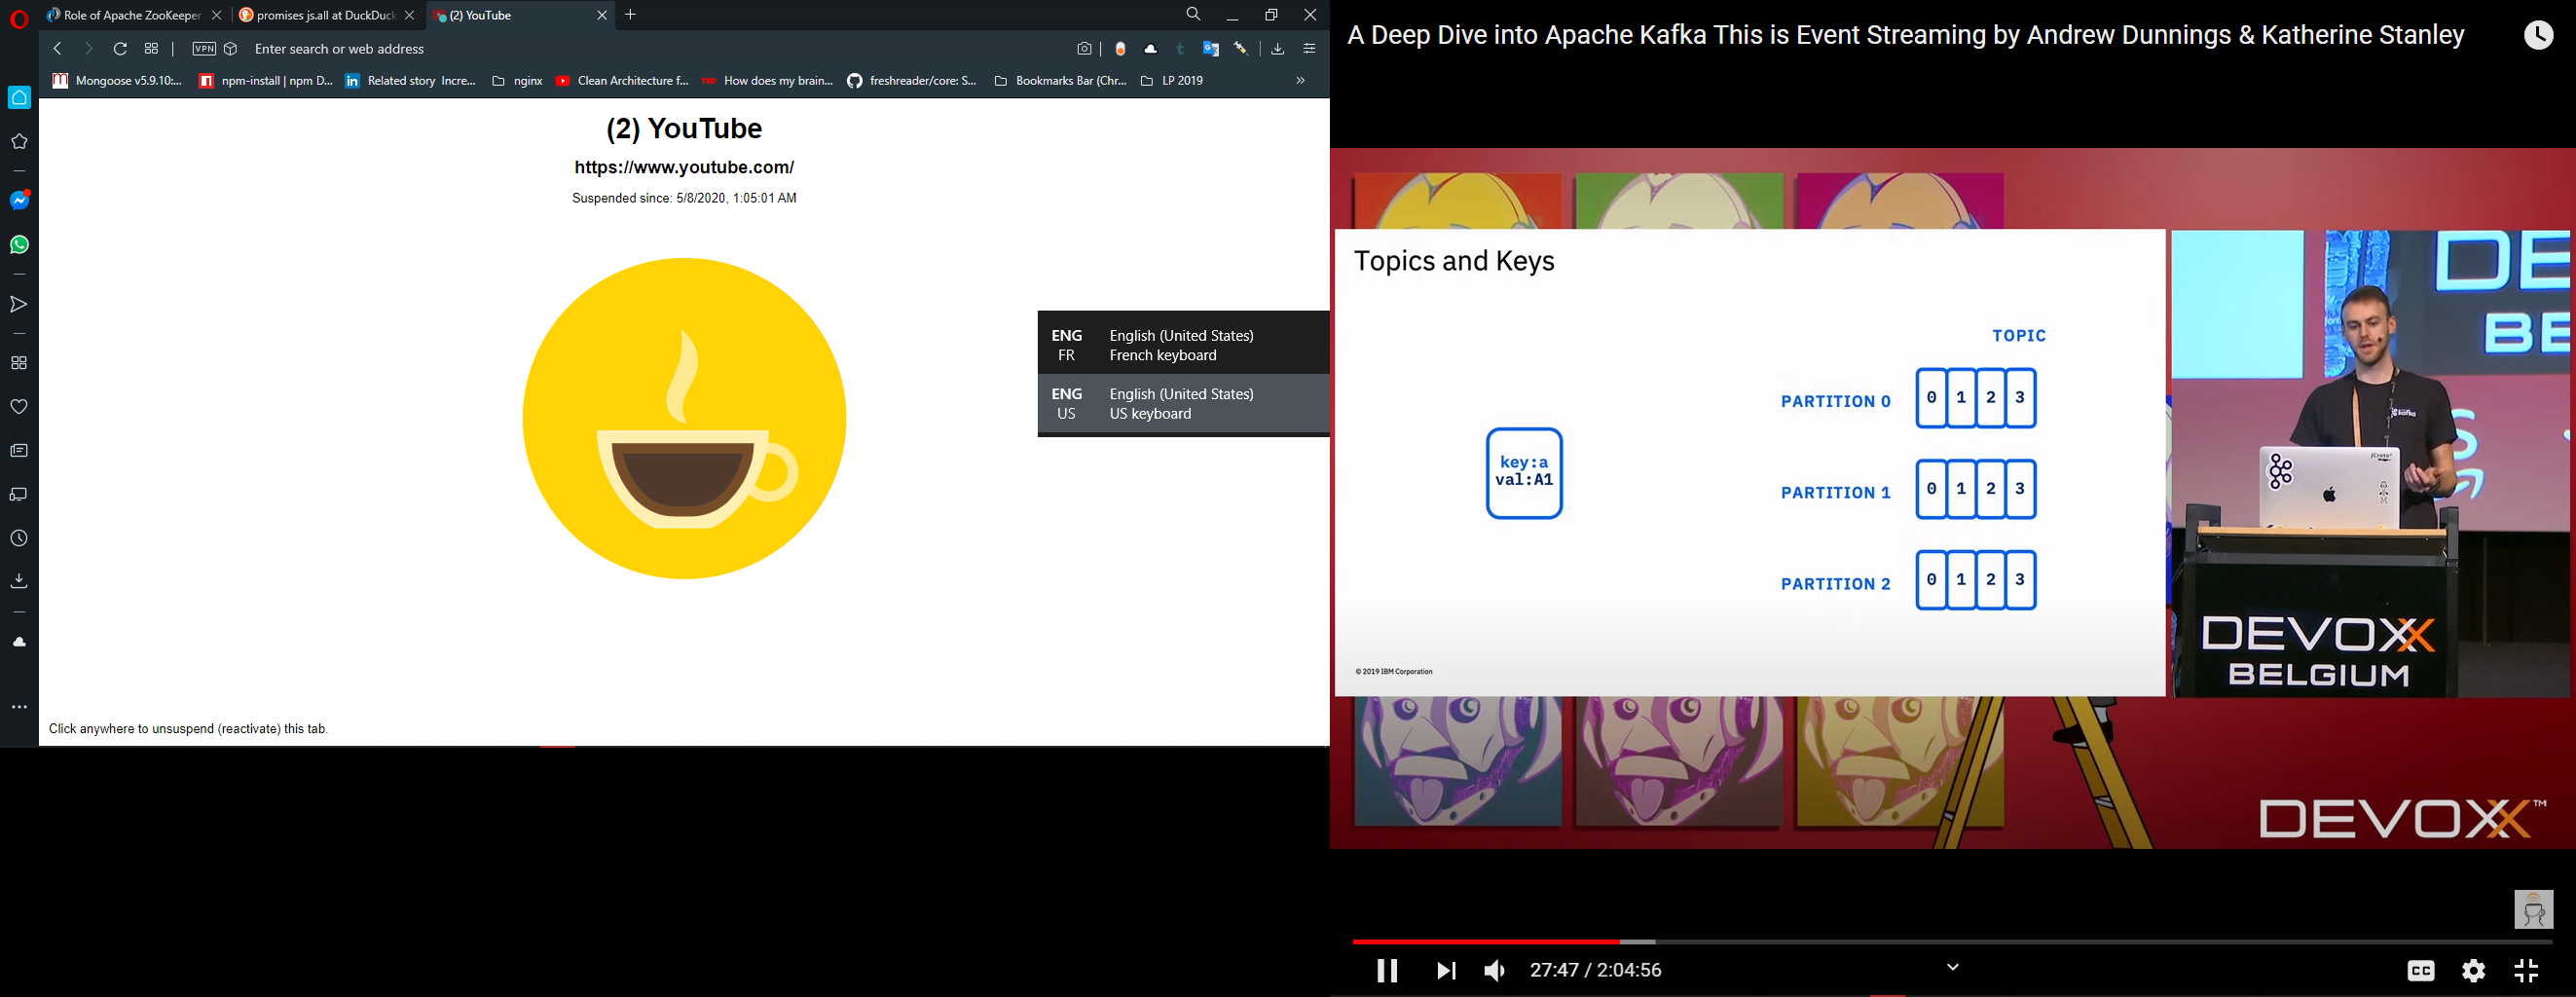 Role of Apache ZooKeeper
promises js.all at DuckDuck
(2) YouTube
VPN
Enter search or web address
Mongoose v5.9.10:...
npm-install | npm D...
Related story Incre...
nginx
Clean Architecture f...
How does my brain...
freshreader/core: S...
Bookmarks Bar (Chr...
LP 2019
(2) YouTube
https://www.youtube.com/
Suspended since: 5/8/2020, 1:05:01 AM
ENG English (United States)
FR French keyboard
ENG English (United States)
US US keyboard
Click anywhere to unsuspend (reactivate) this tab.
A Deep Dive into Apache Kafka This is Event Streaming by Andrew Dunnings & Katherine Stanley
Topics and Keys
TOPIC
PARTITION 0 0 1 2 3
key:a
val:A1
PARTITION 1 0 1 2 3
PARTITION 2 0 1 2 3
© 2019 IBM Corporation
DE
BE
kafka
DEVOXX
BELGIUM
DEVOXX™
27:47 / 2:04:56
CC